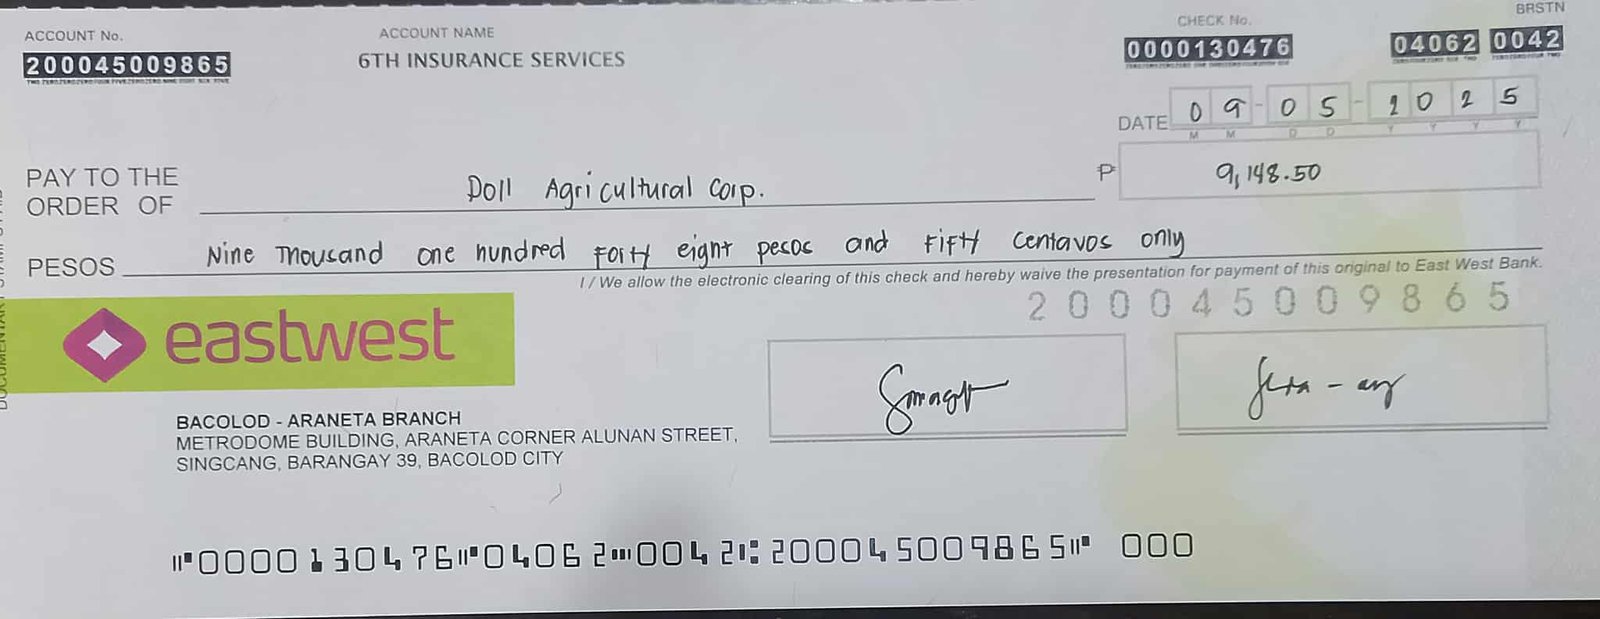 ACCOUNT No.
200045009865
ACCOUNT NAME
6TH INSURANCE SERVICES
CHECK No.
0000130476
BRSTN
04062 0042
DATE 09-05-2025
M M D D Y Y Y Y
PAY TO THE
ORDER OF Doll Agricultural Corp. ₱ 9,148.50
PESOS Nine Thousand one hundred forty eight pesos and fifty centavos only
I / We allow the electronic clearing of this check and hereby waive the presentation for payment of this original to East West Bank.
200045009865
eastwest
BACOLOD - ARANETA BRANCH
METRODOME BUILDING, ARANETA CORNER ALUNAN STREET,
SINGCANG, BARANGAY 39, BACOLOD CITY
⑈0000130476⑈04062⑉0042⑆200045009865⑈ 000